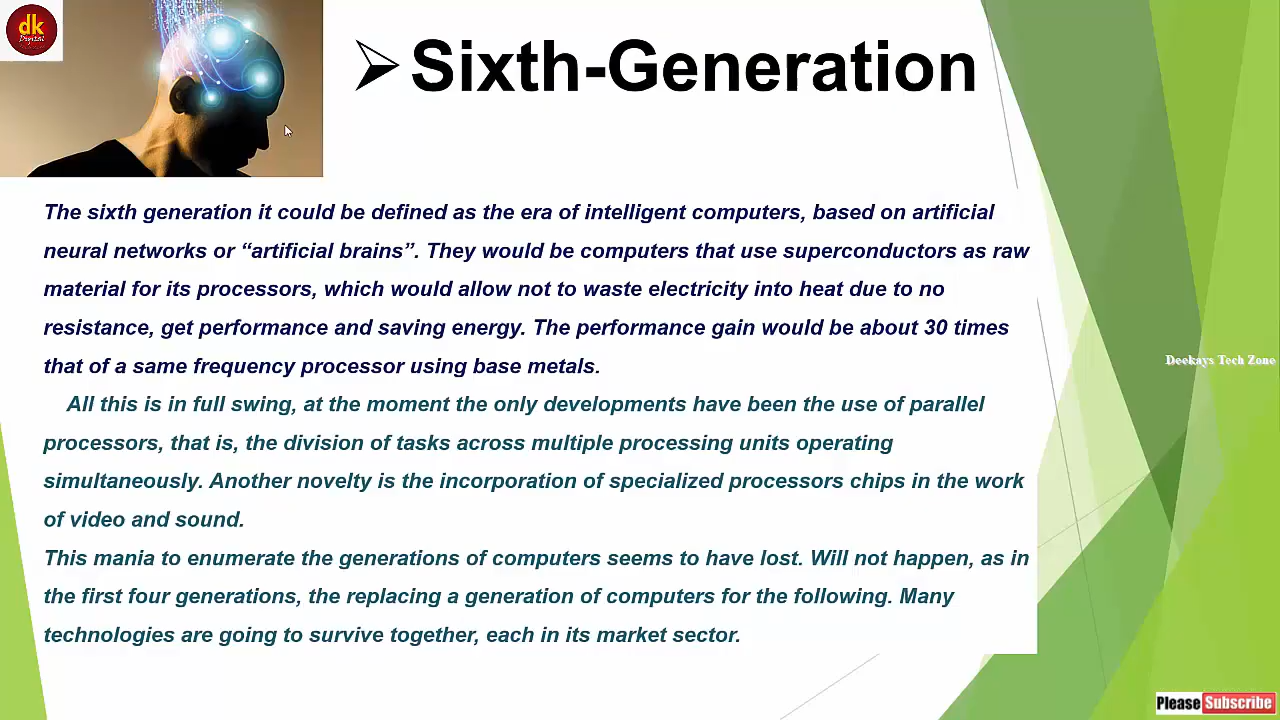 dk
Digital
Sixth-Generation
The sixth generation it could be defined as the era of intelligent computers, based on artificial
neural networks or “artificial brains”. They would be computers that use superconductors as raw
material for its processors, which would allow not to waste electricity into heat due to no
resistance, get performance and saving energy. The performance gain would be about 30 times
that of a same frequency processor using base metals.
All this is in full swing, at the moment the only developments have been the use of parallel
processors, that is, the division of tasks across multiple processing units operating
simultaneously. Another novelty is the incorporation of specialized processors chips in the work
of video and sound.
This mania to enumerate the generations of computers seems to have lost. Will not happen, as in
the first four generations, the replacing a generation of computers for the following. Many
technologies are going to survive together, each in its market sector.
Deekays Tech Zone
Please Subscribe